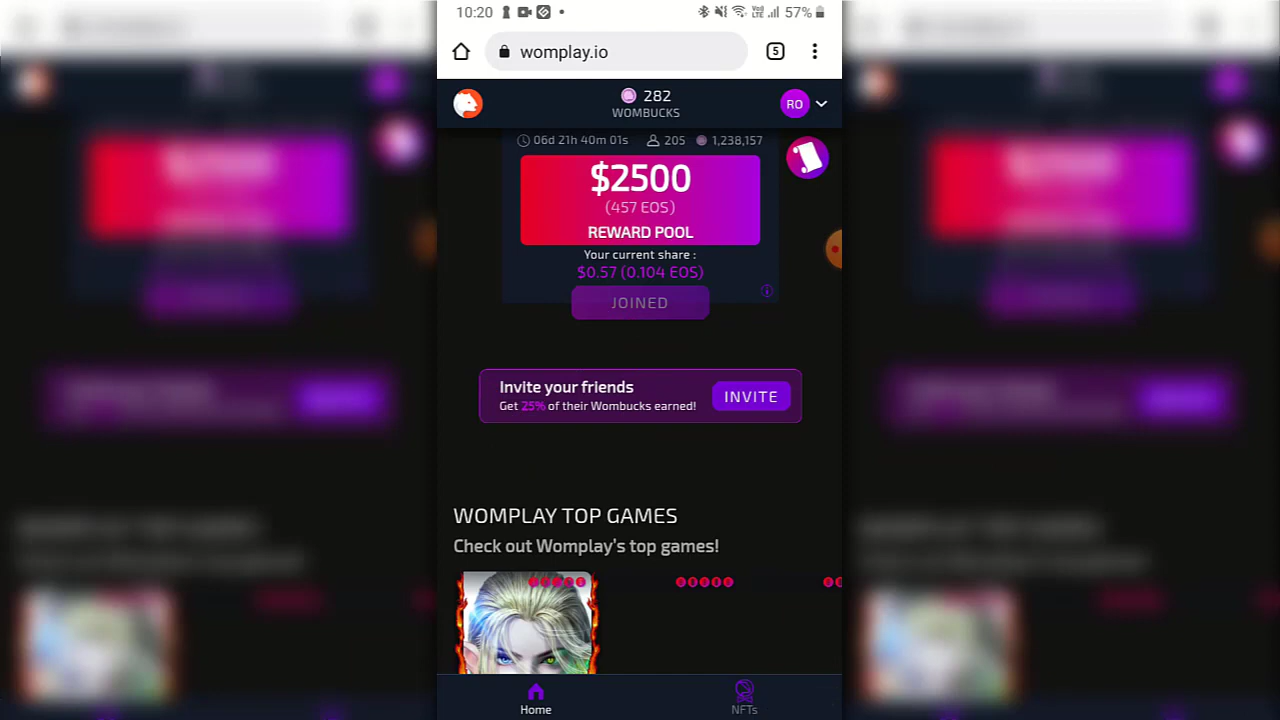 10:20 57%
womplay.io 5
282
WOMBUCKS
RO
06d 21h 40m 01s 205 1,238,157
$2500
(457 EOS)
REWARD POOL
Your current share :
$0.57 (0.104 EOS)
JOINED
Invite your friends
Get 25% of their Wombucks earned!
INVITE
WOMPLAY TOP GAMES
Check out Womplay's top games!
Home NFTs